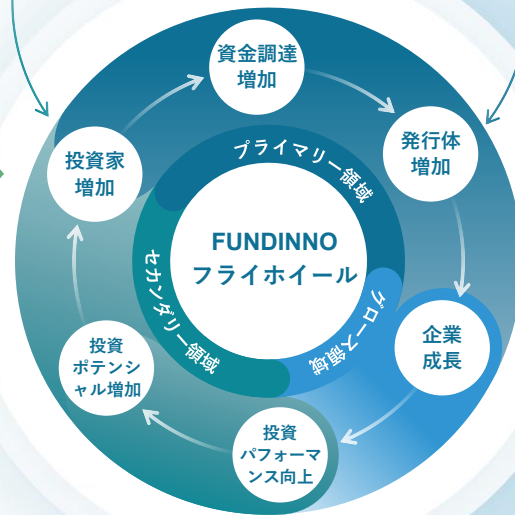 資金調達
増加
発行体
増加
企業
成長
投資
パフォーマ
ンス向上
投資
ポテンシ
ャル増加
投資家
増加
プライマリー領域
グロース領域
セカンダリー領域
FUNDINNO
フライホイール